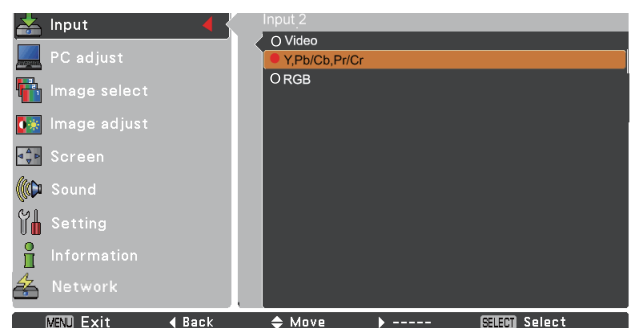 Input
PC adjust
Image select
Image adjust
Screen
Sound
Setting
Information
Network
Input 2
Video
Y,Pb/Cb,Pr/Cr
RGB
MENU Exit Back Move ----- SELECT Select